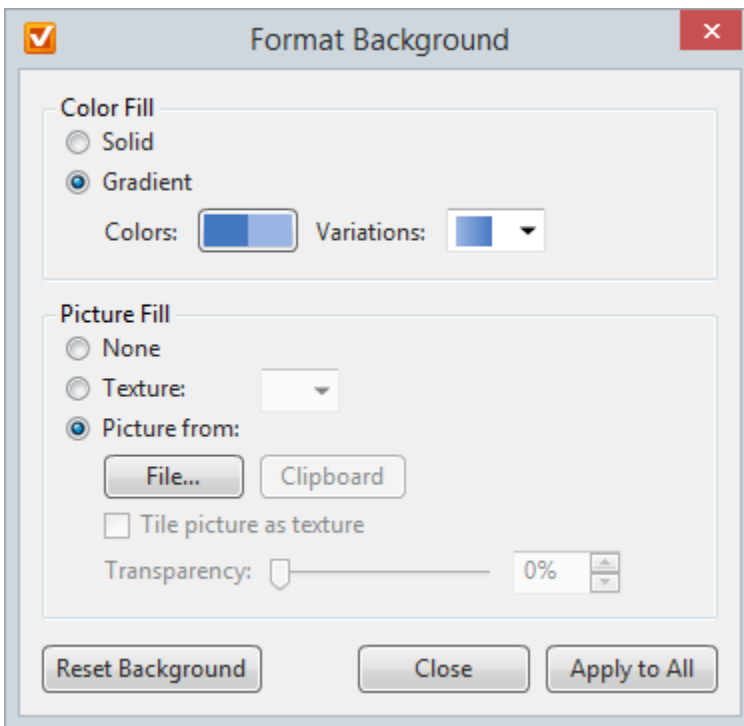 Format Background
Color Fill
Solid
Gradient
Colors: Variations:
Picture Fill
None
Texture:
Picture from:
File... Clipboard
Tile picture as texture
Transparency: 0%
Reset Background Close Apply to All